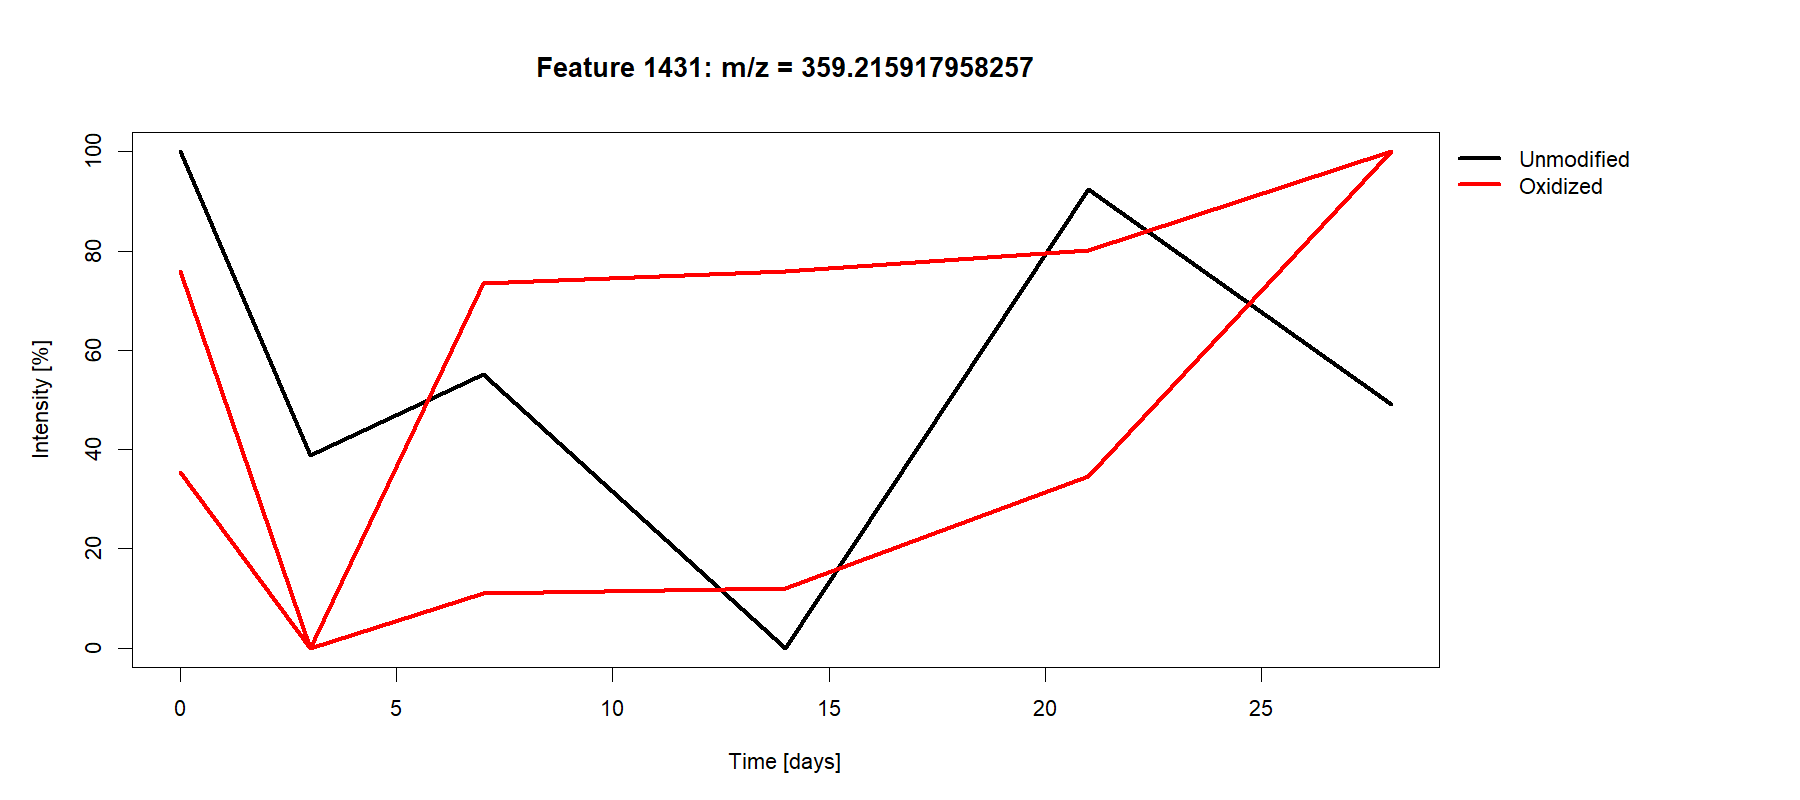 Feature 1431: m/z = 359.215917958257
Unmodified
Oxidized
Intensity [%]
100
80
60
40
20
0
0 5 10 15 20 25
Time [days]